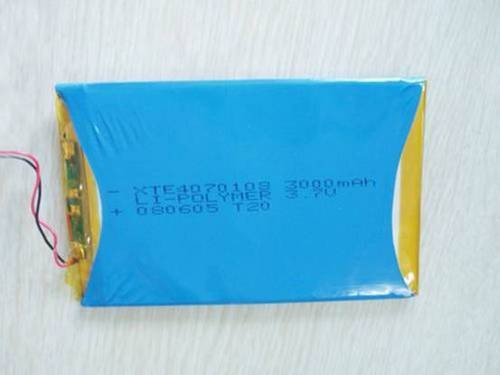 - XTE4070108 3000mAh
LI-POLYMER 3.7V
+ 080605 T20